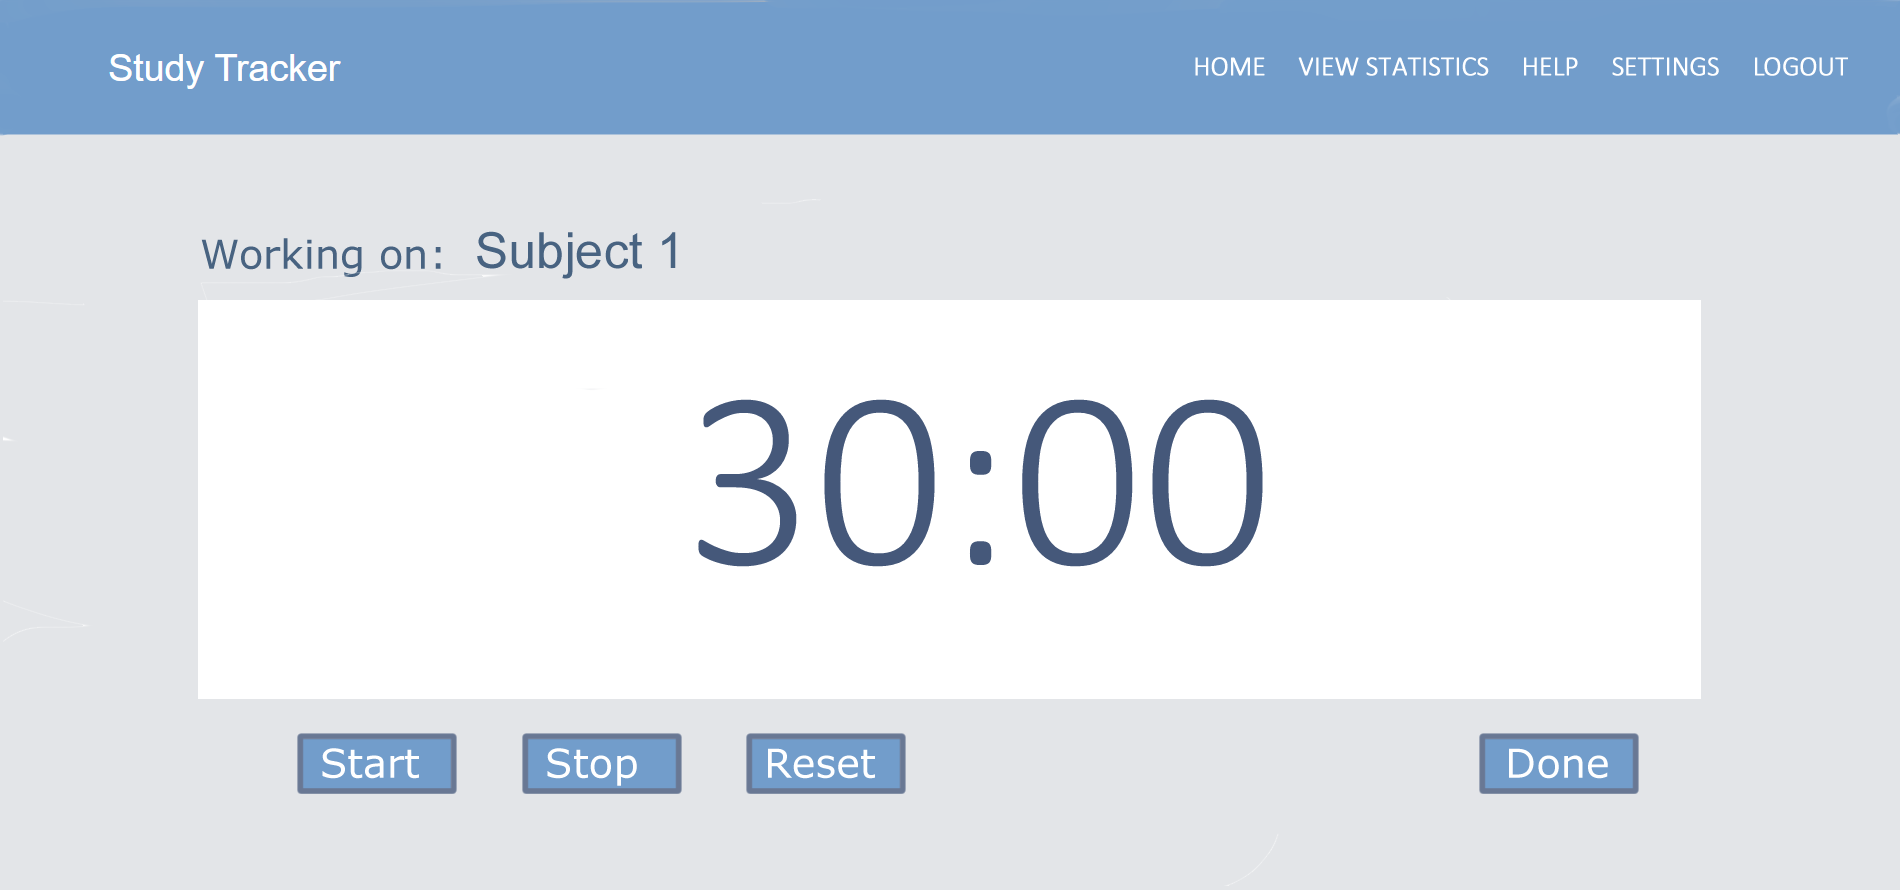 Study Tracker HOME VIEW STATISTICS HELP SETTINGS LOGOUT
Working on: Subject 1
30:00
Start Stop Reset Done